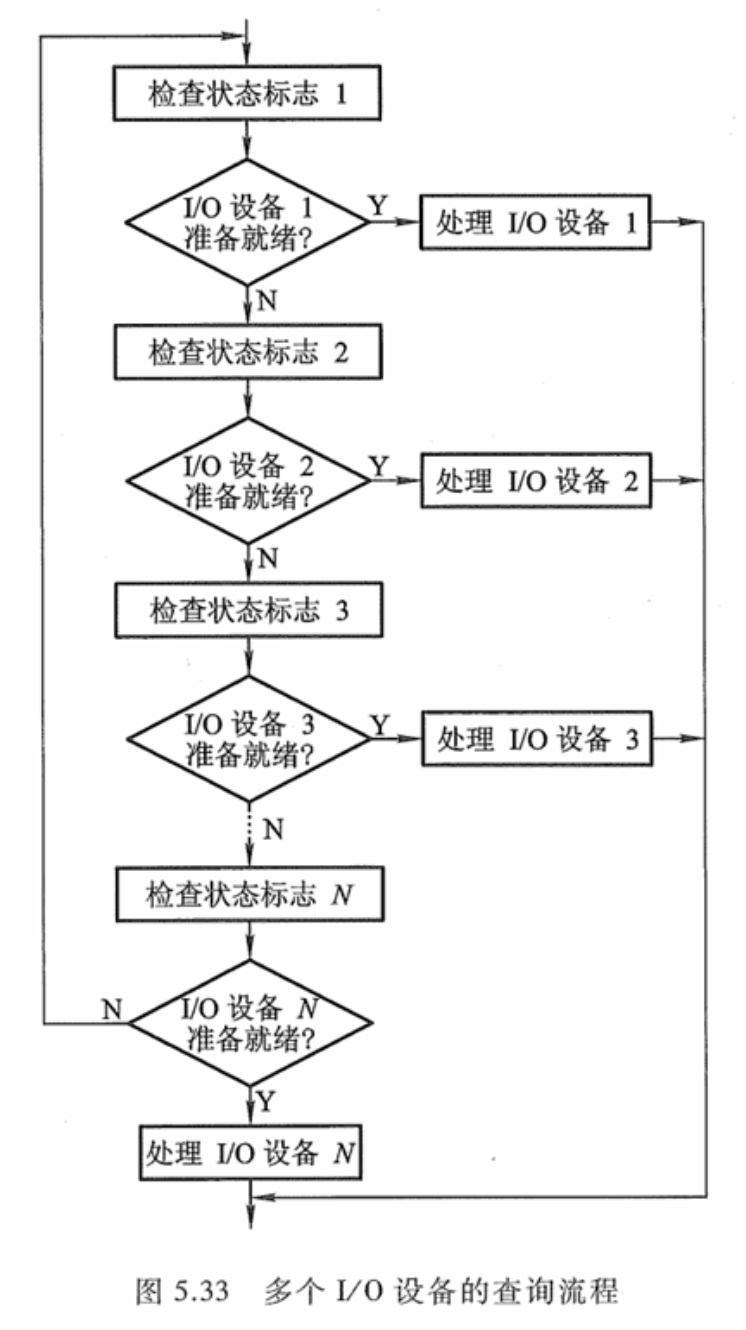 检查状态标志 1
I/O 设备 1
准备就绪?
Y
处理 I/O 设备 1
N
检查状态标志 2
I/O 设备 2
准备就绪?
Y
处理 I/O 设备 2
N
检查状态标志 3
I/O 设备 3
准备就绪?
Y
处理 I/O 设备 3
N
检查状态标志 N
N
I/O 设备 N
准备就绪?
Y
处理 I/O 设备 N
图 5.33 多个 I/O 设备的查询流程